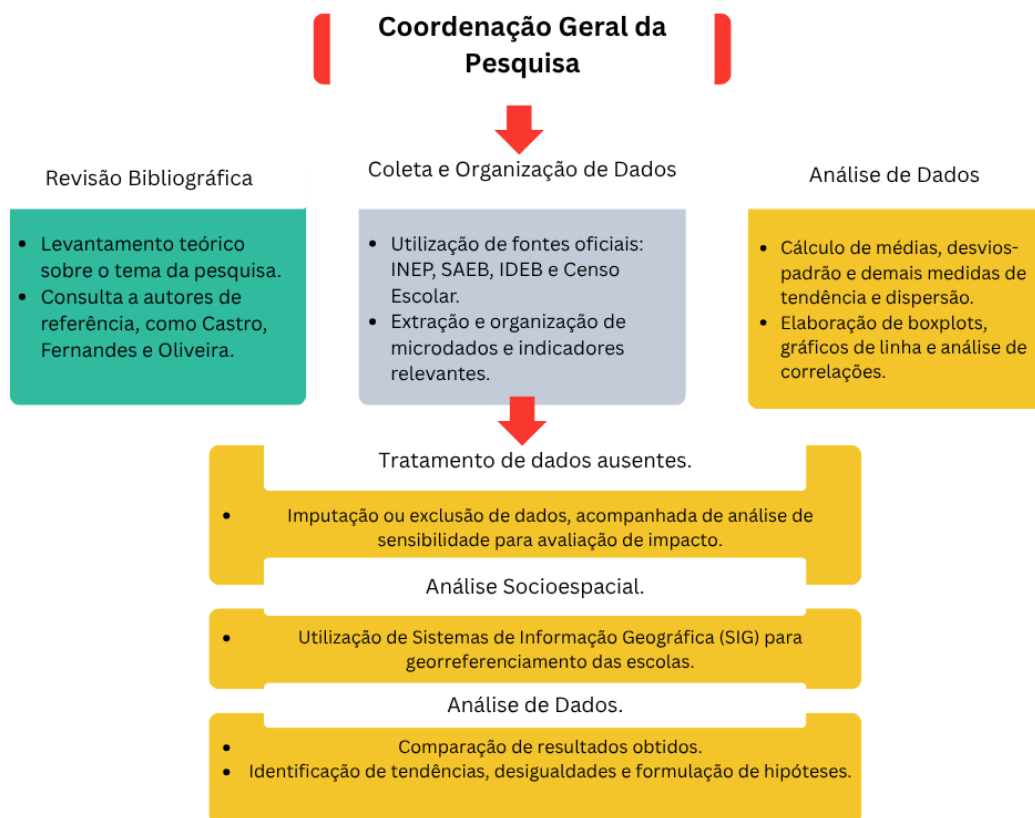 Coordenação Geral da
Pesquisa
Revisão Bibliográfica
• Levantamento teórico
sobre o tema da pesquisa.
• Consulta a autores de
referência, como Castro,
Fernandes e Oliveira.
Coleta e Organização de Dados
• Utilização de fontes oficiais:
INEP, SAEB, IDEB e Censo
Escolar.
• Extração e organização de
microdados e indicadores
relevantes.
Análise de Dados
• Cálculo de médias, desvios-
padrão e demais medidas de
tendência e dispersão.
• Elaboração de boxplots,
gráficos de linha e análise de
correlações.
Tratamento de dados ausentes.
• Imputação ou exclusão de dados, acompanhada de análise de
sensibilidade para avaliação de impacto.
Análise Socioespacial.
• Utilização de Sistemas de Informação Geográfica (SIG) para
georreferenciamento das escolas.
Análise de Dados.
• Comparação de resultados obtidos.
• Identificação de tendências, desigualdades e formulação de hipóteses.